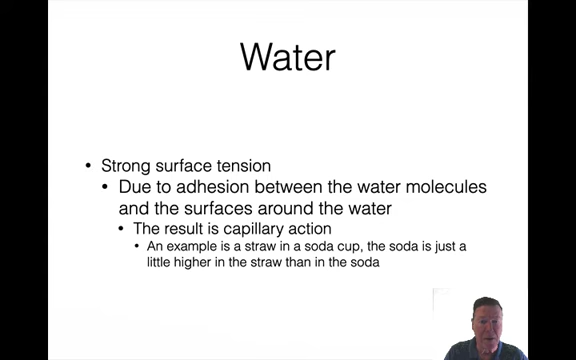 Water
• Strong surface tension
• Due to adhesion between the water molecules
and the surfaces around the water
• The result is capillary action
• An example is a straw in a soda cup, the soda is just a
little higher in the straw than in the soda